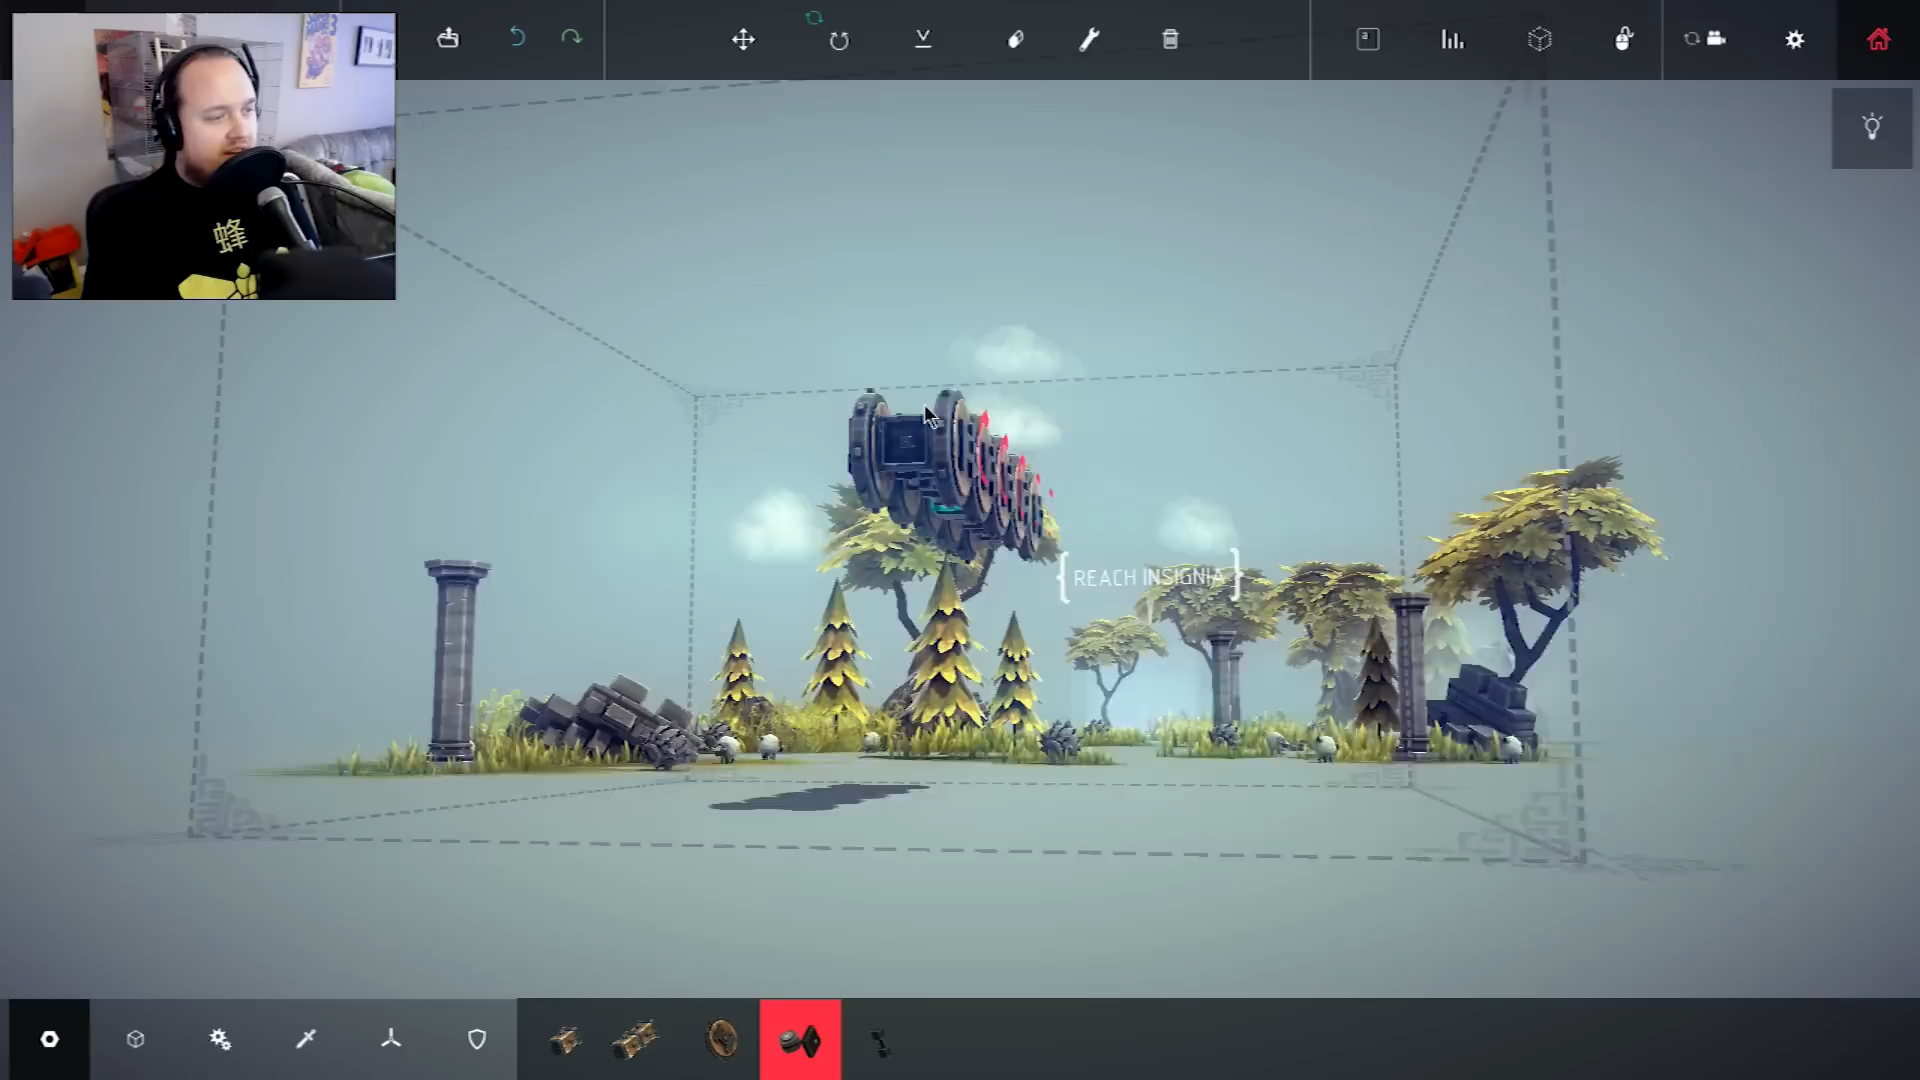 蜂
{ REACH INSIGNIA }